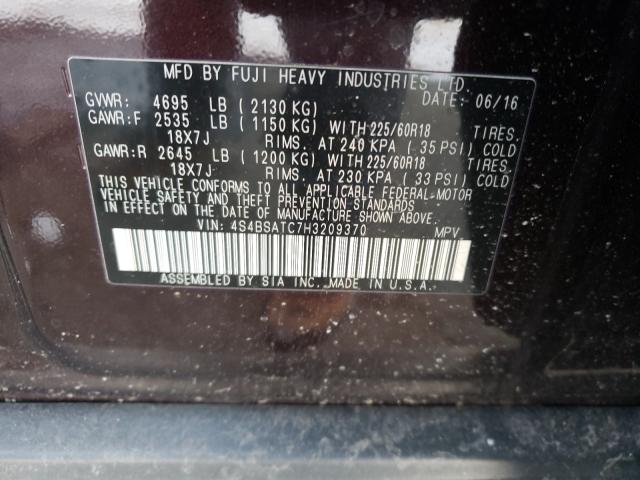 MFD BY FUJI HEAVY INDUSTRIES LTD.
GVWR: 4695 LB ( 2130 KG) DATE: 06/16
GAWR:F 2535 LB ( 1150 KG) WITH 225/60R18 TIRES.
18X7J RIMS. AT 240 KPA ( 35 PSI) COLD
GAWR:R 2645 LB ( 1200 KG) WITH 225/60R18 TIRES.
18X7J RIMS. AT 230 KPA ( 33 PSI) COLD
THIS VEHICLE CONFORMS TO ALL APPLICABLE FEDERAL MOTOR
VEHICLE SAFETY AND THEFT PREVENTION STANDARDS
IN EFFECT ON THE DATE OF MANUFACTURE SHOWN ABOVE.
VIN: 4S4BSATC7H3209370 MPV
ASSEMBLED BY SIA INC. MADE IN U.S.A.